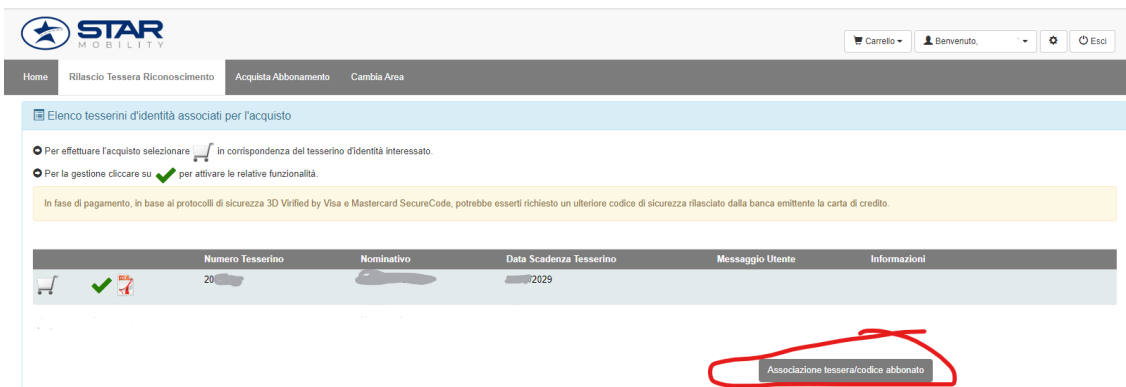 STAR
MOBILITY
Carrello
Benvenuto,
Esci
Home Rilascio Tessera Riconoscimento Acquista Abbonamento Cambia Area
Elenco tesserini d'identità associati per l'acquisto
Per effettuare l'acquisto selezionare in corrispondenza del tesserino d'identità interessato.
Per la gestione cliccare su per attivare le relative funzionalità.
In fase di pagamento, in base ai protocolli di sicurezza 3D Virified by Visa e Mastercard SecureCode, potrebbe esserti richiesto un ulteriore codice di sicurezza rilasciato dalla banca emittente la carta di credito.
Numero Tesserino Nominativo Data Scadenza Tesserino Messaggio Utente Informazioni
20 /2029
Associazione tessera/codice abbonato